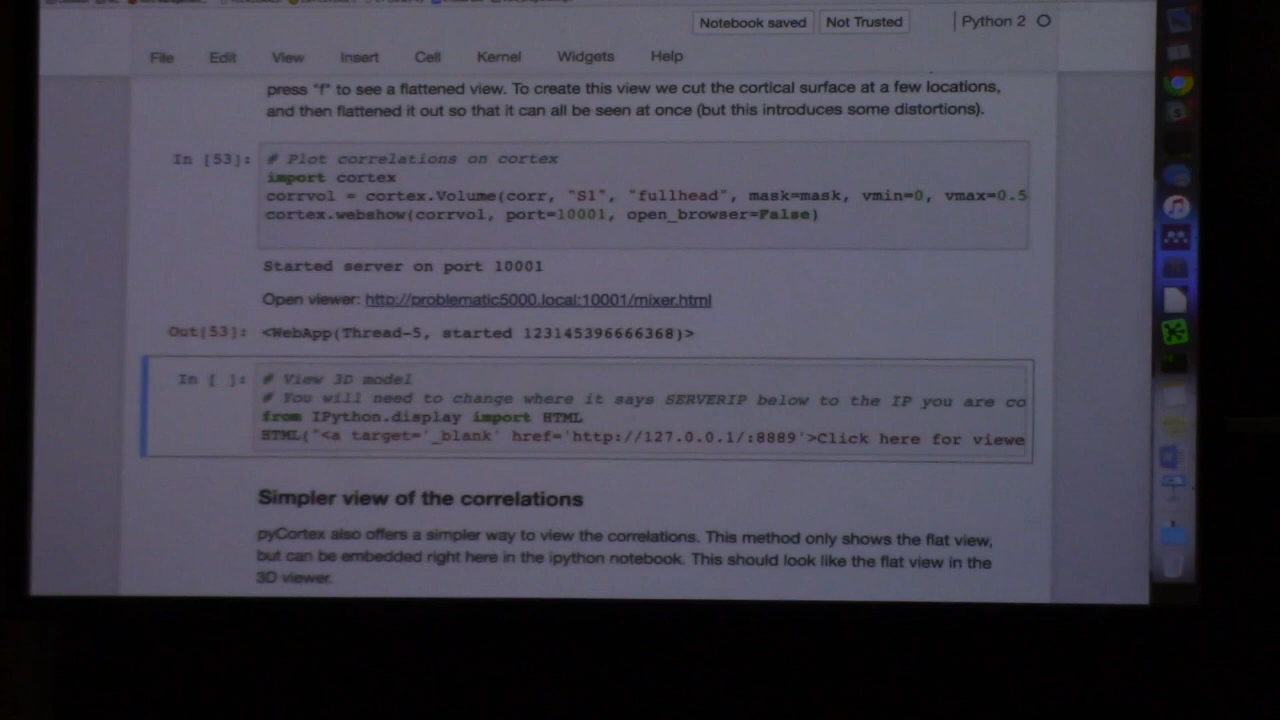 Notebook saved Not Trusted Python 2
File Edit View Insert Cell Kernel Widgets Help
press "f" to see a flattened view. To create this view we cut the cortical surface at a few locations,
and then flattened it out so that it can all be seen at once (but this introduces some distortions).
In [53]: # Plot correlations on cortex
import cortex
corrvol = cortex.Volume(corr, "S1", "fullhead", mask=mask, vmin=0, vmax=0.5
cortex.webshow(corrvol, port=10001, open_browser=False)
Started server on port 10001
Open viewer: http://problematic5000.local:10001/mixer.html
Out[53]: <WebApp(Thread-5, started 123145396666368)>
In [ ]: # View 3D model
# You will need to change where it says SERVERIP below to the IP you are co
from IPython.display import HTML
HTML("<a target='_blank' href='http://127.0.0.1/:8889'>Click here for viewe
Simpler view of the correlations
pyCortex also offers a simpler way to view the correlations. This method only shows the flat view,
but can be embedded right here in the ipython notebook. This should look like the flat view in the
3D viewer.